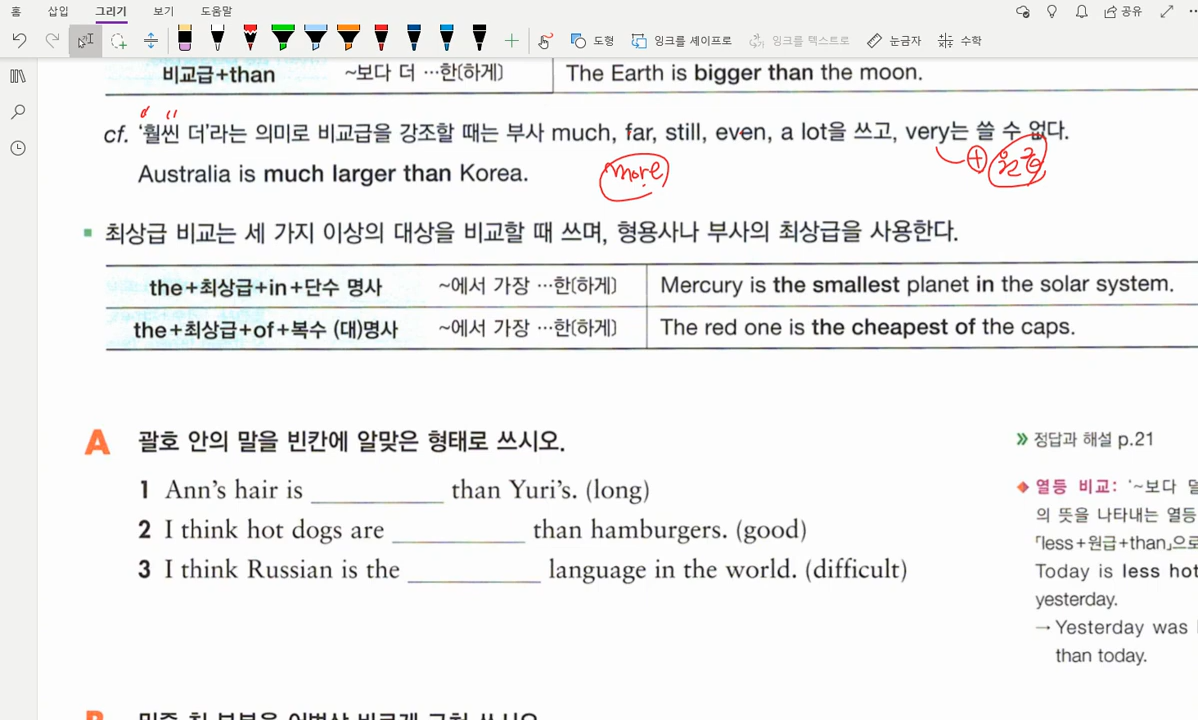 홈 삽입 그리기 보기 도움말 공유
도형 잉크를 셰이프로 잉크를 텍스트로 눈금자 수학
비교급+than ~보다 더 …한(하게) The Earth is bigger than the moon.
cf. '훨씬 더'라는 의미로 비교급을 강조할 때는 부사 much, far, still, even, a lot을 쓰고, very는 쓸 수 없다.
+ 원급
Australia is much larger than Korea. more
최상급 비교는 세 가지 이상의 대상을 비교할 때 쓰며, 형용사나 부사의 최상급을 사용한다.
the+최상급+in+단수 명사 ~에서 가장 …한(하게) Mercury is the smallest planet in the solar system.
the+최상급+of+복수 (대)명사 ~에서 가장 …한(하게) The red one is the cheapest of the caps.
A 괄호 안의 말을 빈칸에 알맞은 형태로 쓰시오.
1 Ann's hair is __________ than Yuri's. (long)
2 I think hot dogs are __________ than hamburgers. (good)
3 I think Russian is the __________ language in the world. (difficult)
» 정답과 해설 p.21
◆ 열등 비교: '~보다 덜
의 뜻을 나타내는 열등
「less+원급+than」으로
Today is less hot
yesterday.
→ Yesterday was
than today.